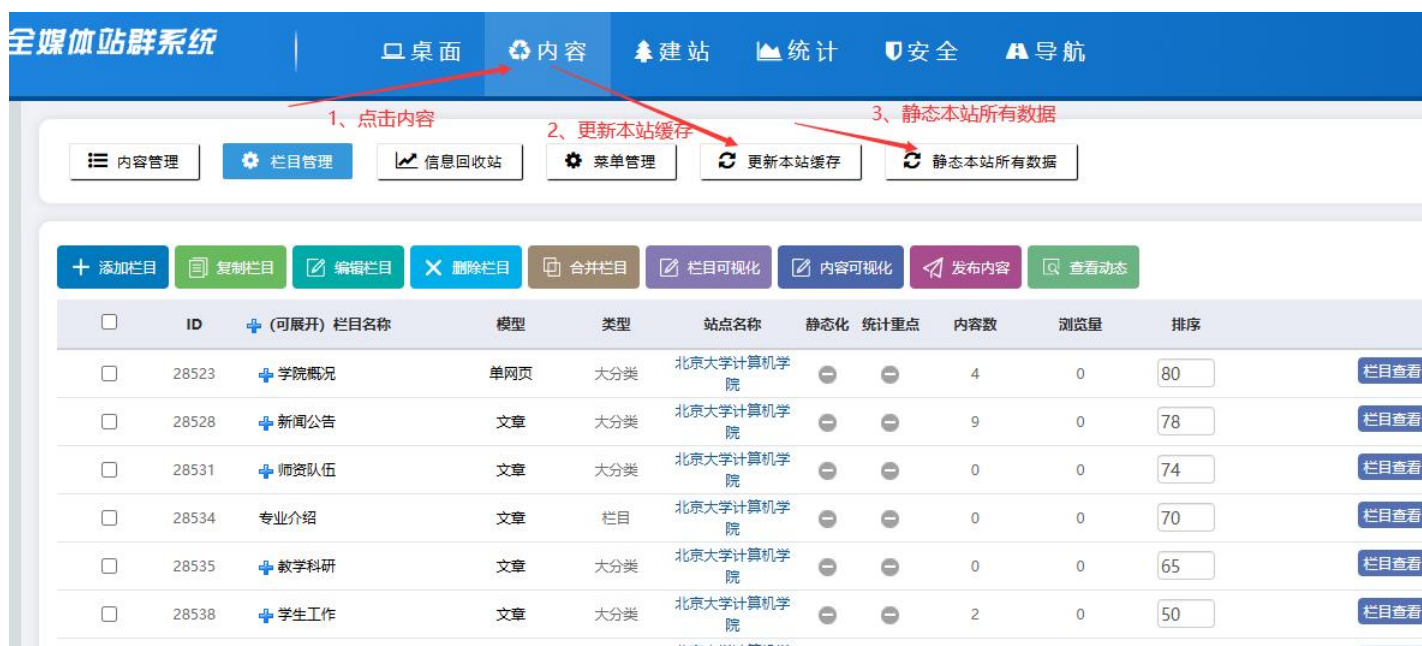 全媒体站群系统
桌面 内容 建站 统计 安全 导航
1、点击内容 2、更新本站缓存 3、静态本站所有数据
内容管理 栏目管理 信息回收站 菜单管理 更新本站缓存 静态本站所有数据
添加栏目 复制栏目 编辑栏目 删除栏目 合并栏目 栏目可视化 内容可视化 发布内容 查看动态
ID (可展开) 栏目名称 模型 类型 站点名称 静态化 统计重点 内容数 浏览量 排序
28523 学院概况 单网页 大分类 北京大学计算机学院 4 0 80 栏目查看
28528 新闻公告 文章 大分类 北京大学计算机学院 9 0 78 栏目查看
28531 师资队伍 文章 大分类 北京大学计算机学院 0 0 74 栏目查看
28534 专业介绍 文章 栏目 北京大学计算机学院 0 0 70 栏目查看
28535 教学科研 文章 大分类 北京大学计算机学院 0 0 65 栏目查看
28538 学生工作 文章 大分类 北京大学计算机学院 2 0 50 栏目查看